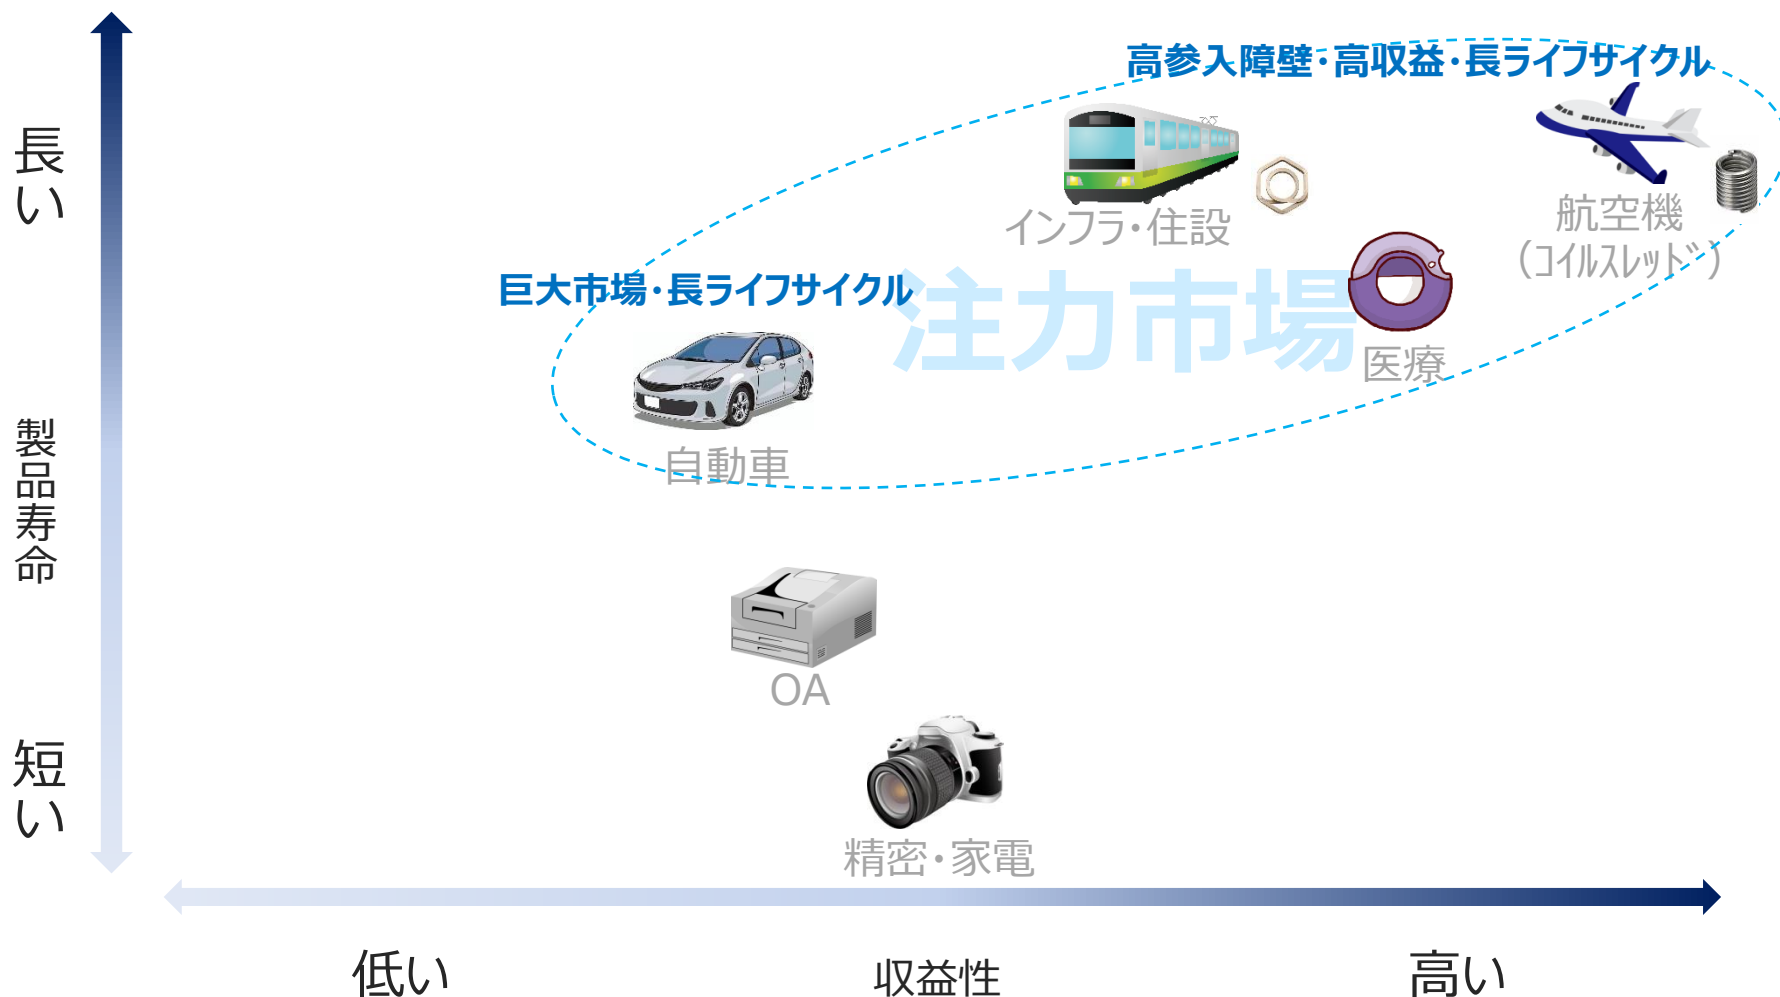 高参入障壁・高収益・長ライフサイクル
長い
インフラ・住設
航空機
（ｺｲﾙｽﾚｯﾄﾞ）
巨大市場・長ライフサイクル
注力市場
医療
自動車
製品寿命
OA
短い
精密・家電
低い
収益性
高い